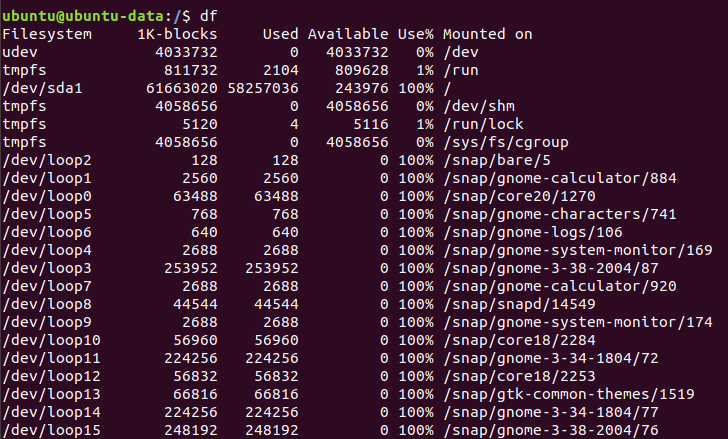 ubuntu@ubuntu-data:/$ df
Filesystem     1K-blocks     Used Available Use% Mounted on
udev             4033732        0   4033732   0% /dev
tmpfs             811732     2104    809628   1% /run
/dev/sda1       61663020 58257036    243976 100% /
tmpfs            4058656        0   4058656   0% /dev/shm
tmpfs               5120        4      5116   1% /run/lock
tmpfs            4058656        0   4058656   0% /sys/fs/cgroup
/dev/loop2           128      128         0 100% /snap/bare/5
/dev/loop1          2560     2560         0 100% /snap/gnome-calculator/884
/dev/loop0         63488    63488         0 100% /snap/core20/1270
/dev/loop5           768      768         0 100% /snap/gnome-characters/741
/dev/loop6           640      640         0 100% /snap/gnome-logs/106
/dev/loop4          2688     2688         0 100% /snap/gnome-system-monitor/169
/dev/loop3        253952   253952         0 100% /snap/gnome-3-38-2004/87
/dev/loop7          2688     2688         0 100% /snap/gnome-calculator/920
/dev/loop8         44544    44544         0 100% /snap/snapd/14549
/dev/loop9          2688     2688         0 100% /snap/gnome-system-monitor/174
/dev/loop10        56960    56960         0 100% /snap/core18/2284
/dev/loop11       224256   224256         0 100% /snap/gnome-3-34-1804/72
/dev/loop12        56832    56832         0 100% /snap/core18/2253
/dev/loop13        66816    66816         0 100% /snap/gtk-common-themes/1519
/dev/loop14       224256   224256         0 100% /snap/gnome-3-34-1804/77
/dev/loop15       248192   248192         0 100% /snap/gnome-3-38-2004/76